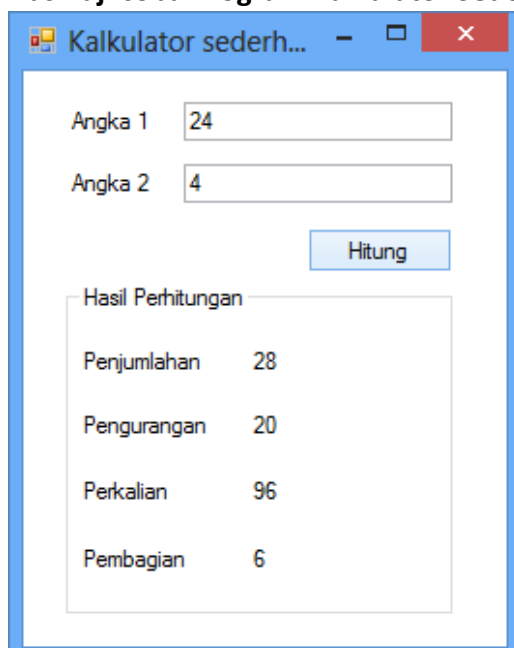 Kalkulator sederh...
Angka 1 24
Angka 2 4
Hitung
Hasil Perhitungan
Penjumlahan 28
Pengurangan 20
Perkalian 96
Pembagian 6